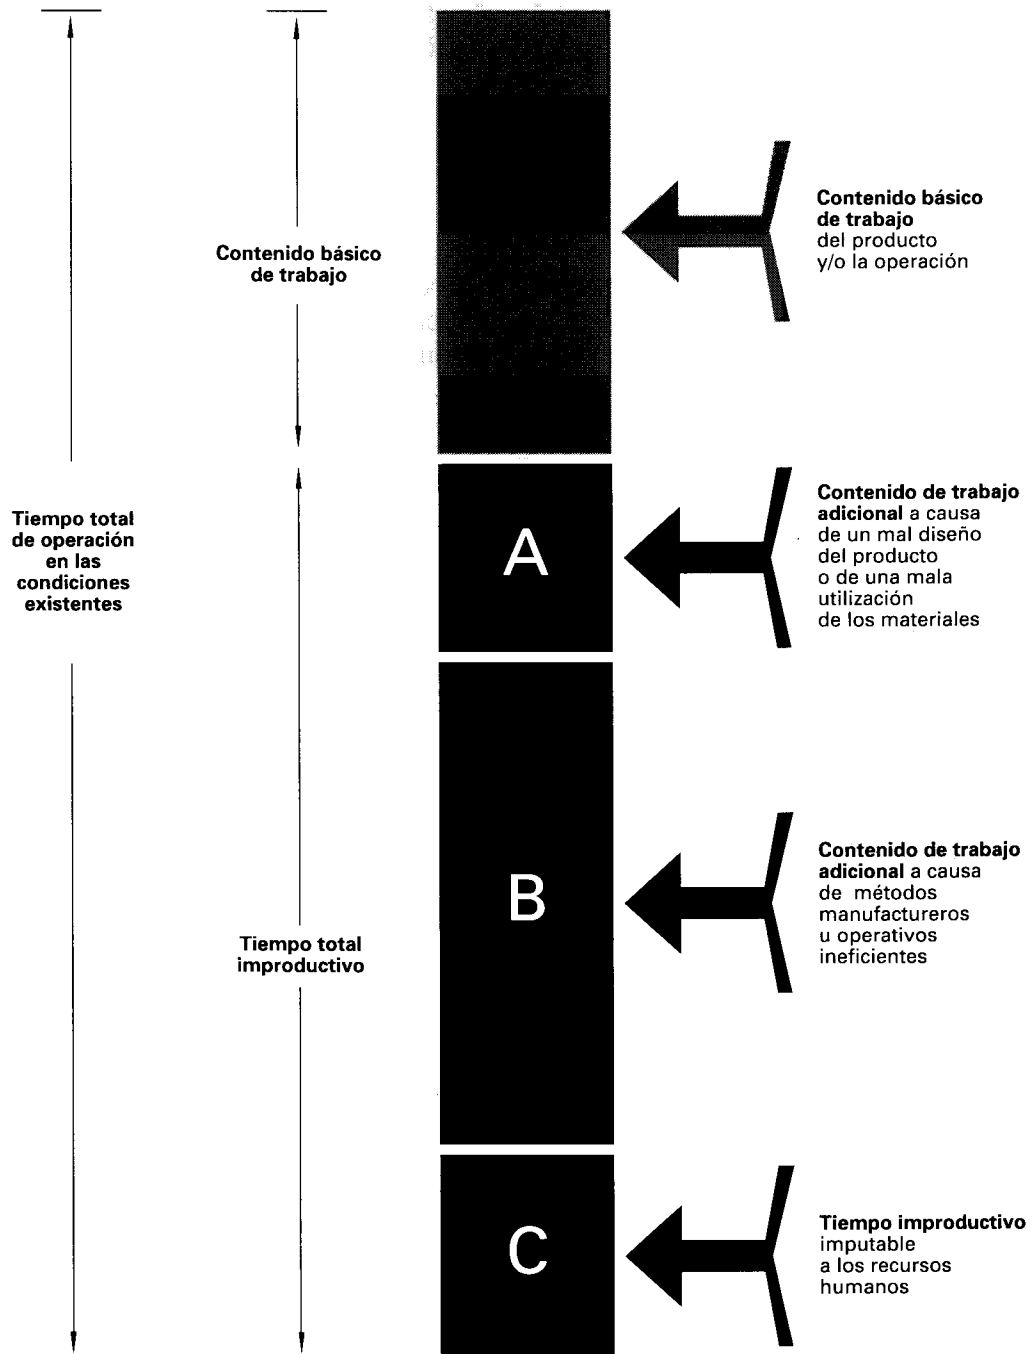 Contenido básico
de trabajo
del producto
y/o la operación
Contenido básico
de trabajo
Tiempo total
de operación
en las
condiciones
existentes
A
Contenido de trabajo
adicional a causa
de un mal diseño
del producto
o de una mala
utilización
de los materiales
B
Contenido de trabajo
adicional a causa
de métodos
manufactureros
u operativos
ineficientes
Tiempo total
improductivo
C
Tiempo improductivo
imputable
a los recursos
humanos